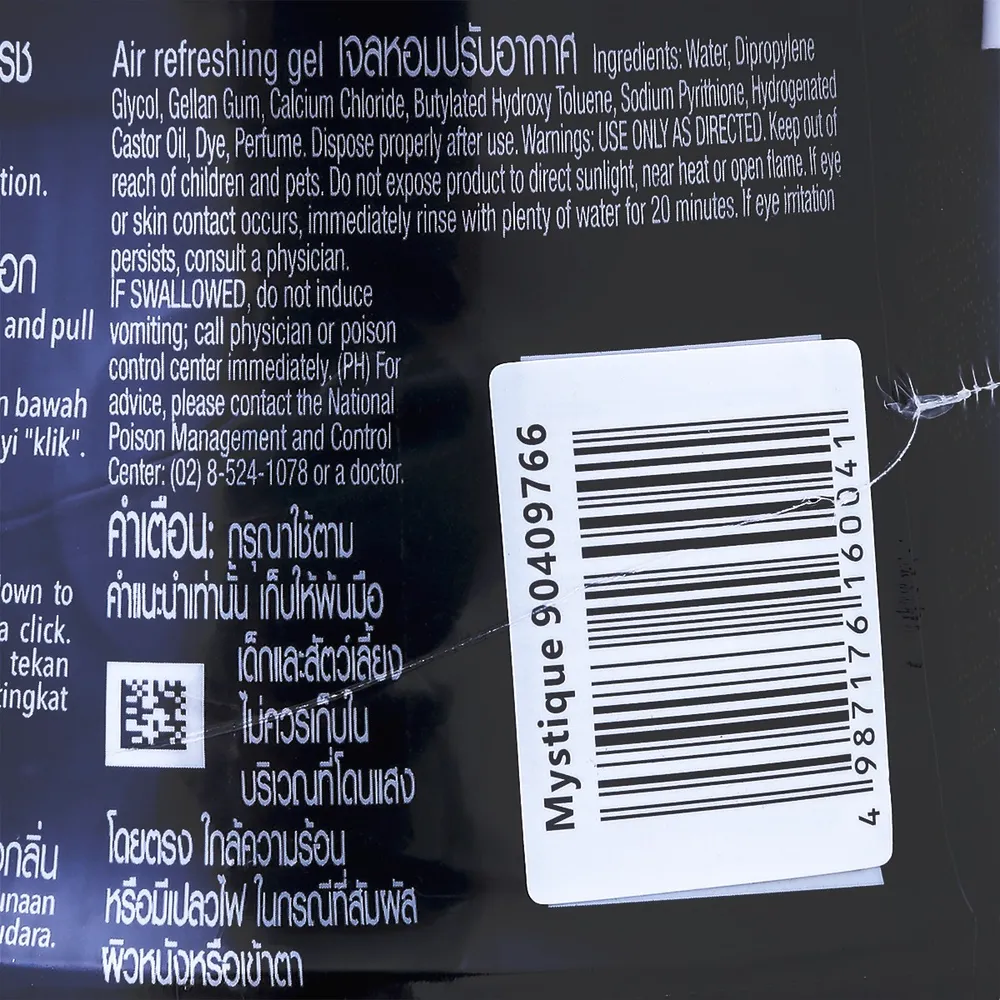 รช
tion.
อก
and pull
n bawah
yi "klik".
own to
a click.
tekan
ingkat
กลิ่น
unaan
udara.
Air refreshing gel เจลหอมปรับอากาศ Ingredients: Water, Dipropylene
Glycol, Gellan Gum, Calcium Chloride, Butylated Hydroxy Toluene, Sodium Pyrithione, Hydrogenated
Castor Oil, Dye, Perfume. Dispose properly after use. Warnings: USE ONLY AS DIRECTED. Keep out of
reach of children and pets. Do not expose product to direct sunlight, near heat or open flame. If eye
or skin contact occurs, immediately rinse with plenty of water for 20 minutes. If eye irritation
persists, consult a physician.
IF SWALLOWED, do not induce
vomiting; call physician or poison
control center immediately. (PH) For
advice, please contact the National
Poison Management and Control
Center: (02) 8-524-1078 or a doctor.
คำเตือน: กรุณาใช้ตาม
คำแนะนำเท่านั้น เก็บให้พ้นมือ
เด็กและสัตว์เลี้ยง
ไม่ควรเก็บใน
บริเวณที่โดนแสง
โดยตรง ใกล้ความร้อน
หรือมีเปลวไฟ ในกรณีที่สัมผัส
ผิวหนังหรือเข้าตา
Mystique 90409766
4 987176 160041